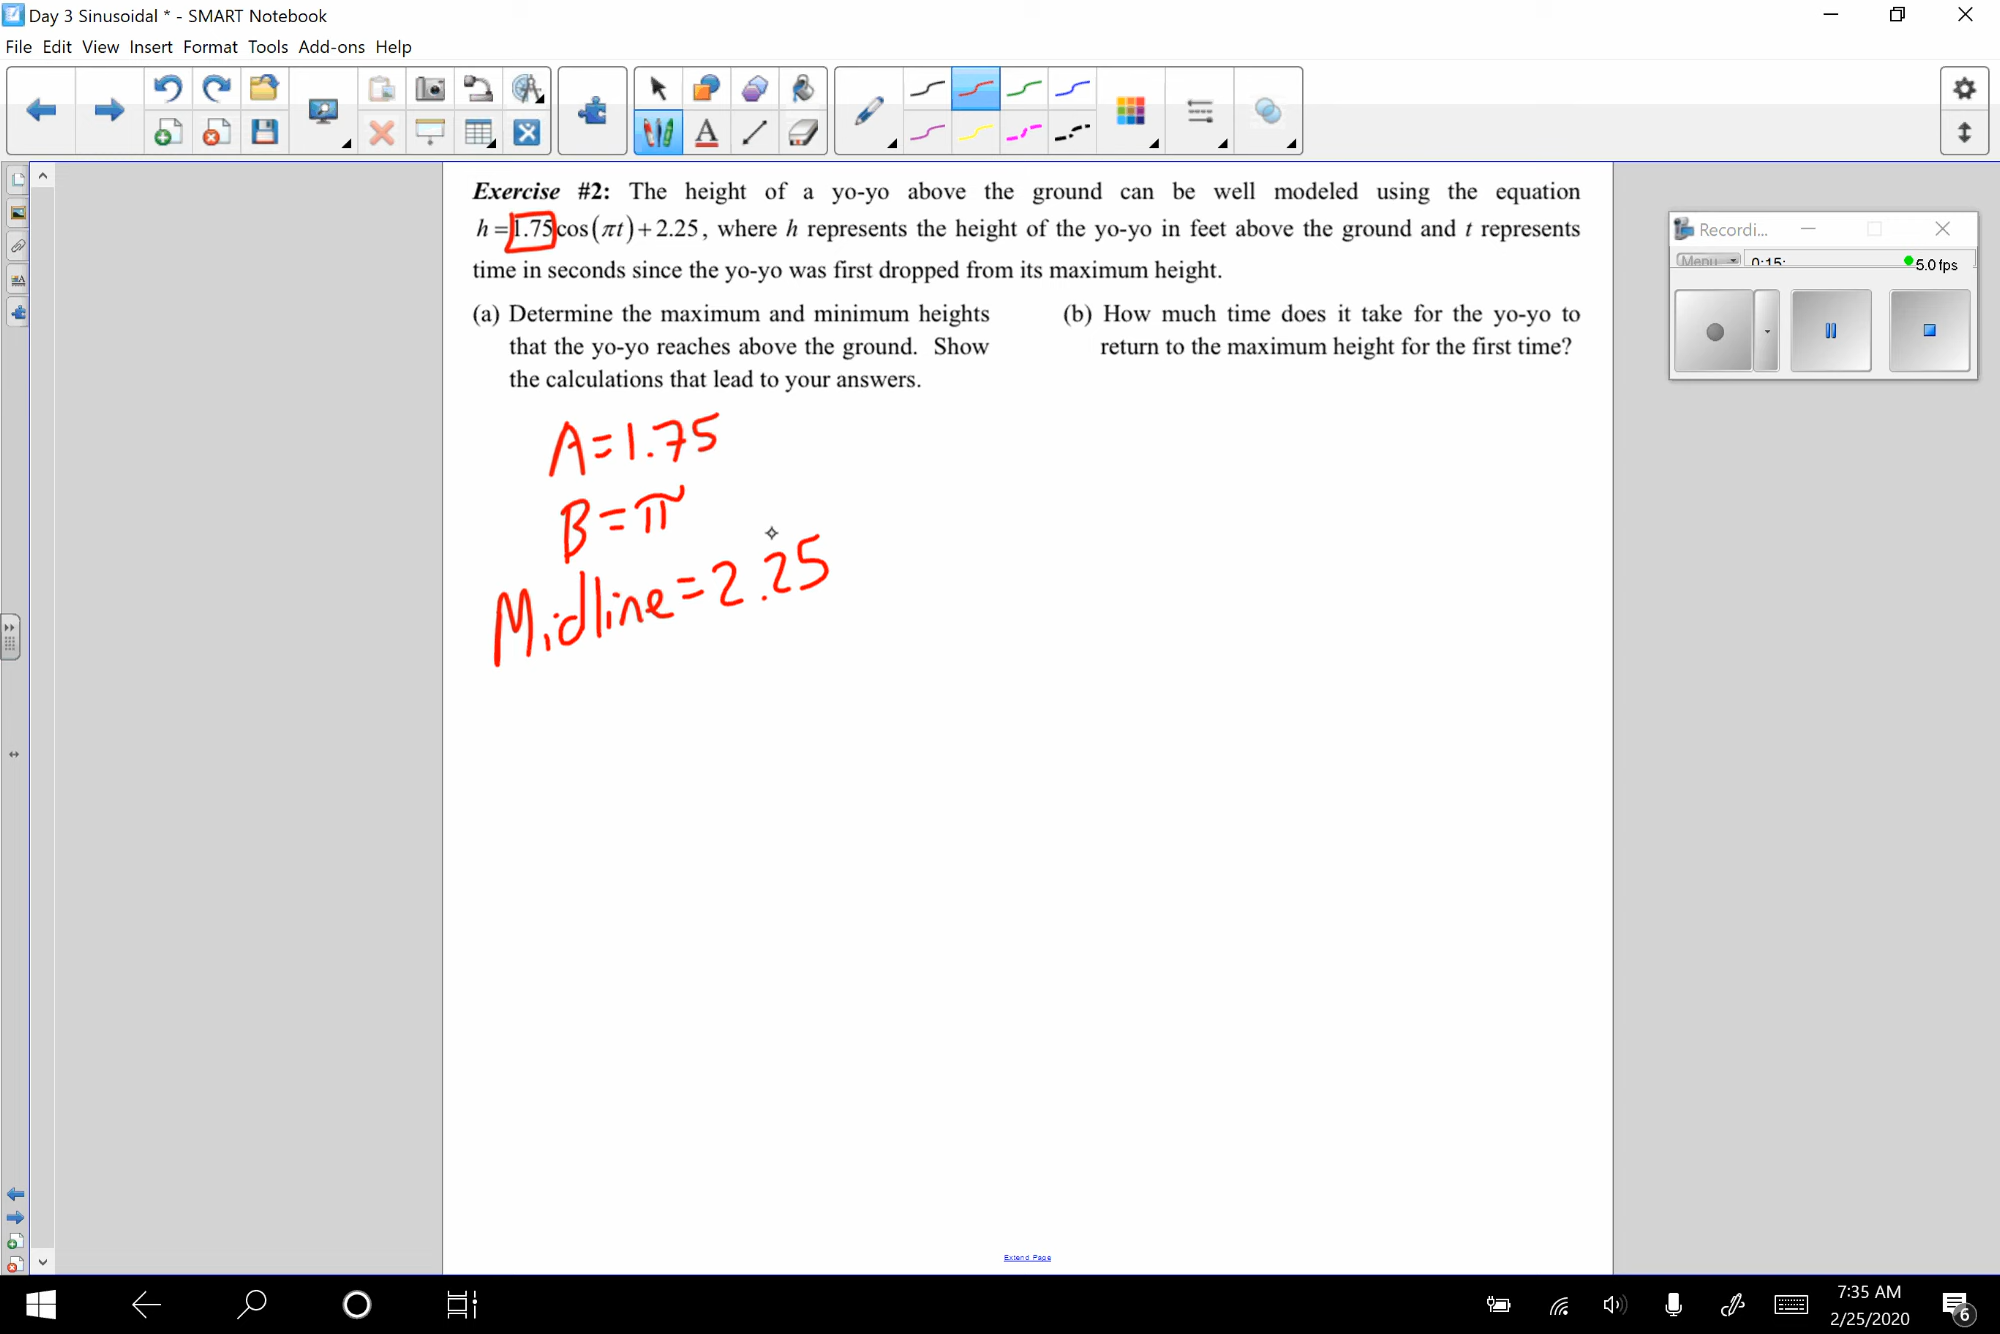 Day 3 Sinusoidal * - SMART Notebook
File Edit View Insert Format Tools Add-ons Help
Exercise #2: The height of a yo-yo above the ground can be well modeled using the equation
h = 1.75 cos(πt) + 2.25, where h represents the height of the yo-yo in feet above the ground and t represents
time in seconds since the yo-yo was first dropped from its maximum height.
(a) Determine the maximum and minimum heights
that the yo-yo reaches above the ground. Show
the calculations that lead to your answers.
(b) How much time does it take for the yo-yo to
return to the maximum height for the first time?
A=1.75
B=π
Midline=2.25
Recordi...
Menu
0:15:
5.0 fps
Extend Page
7:35 AM
2/25/2020
6